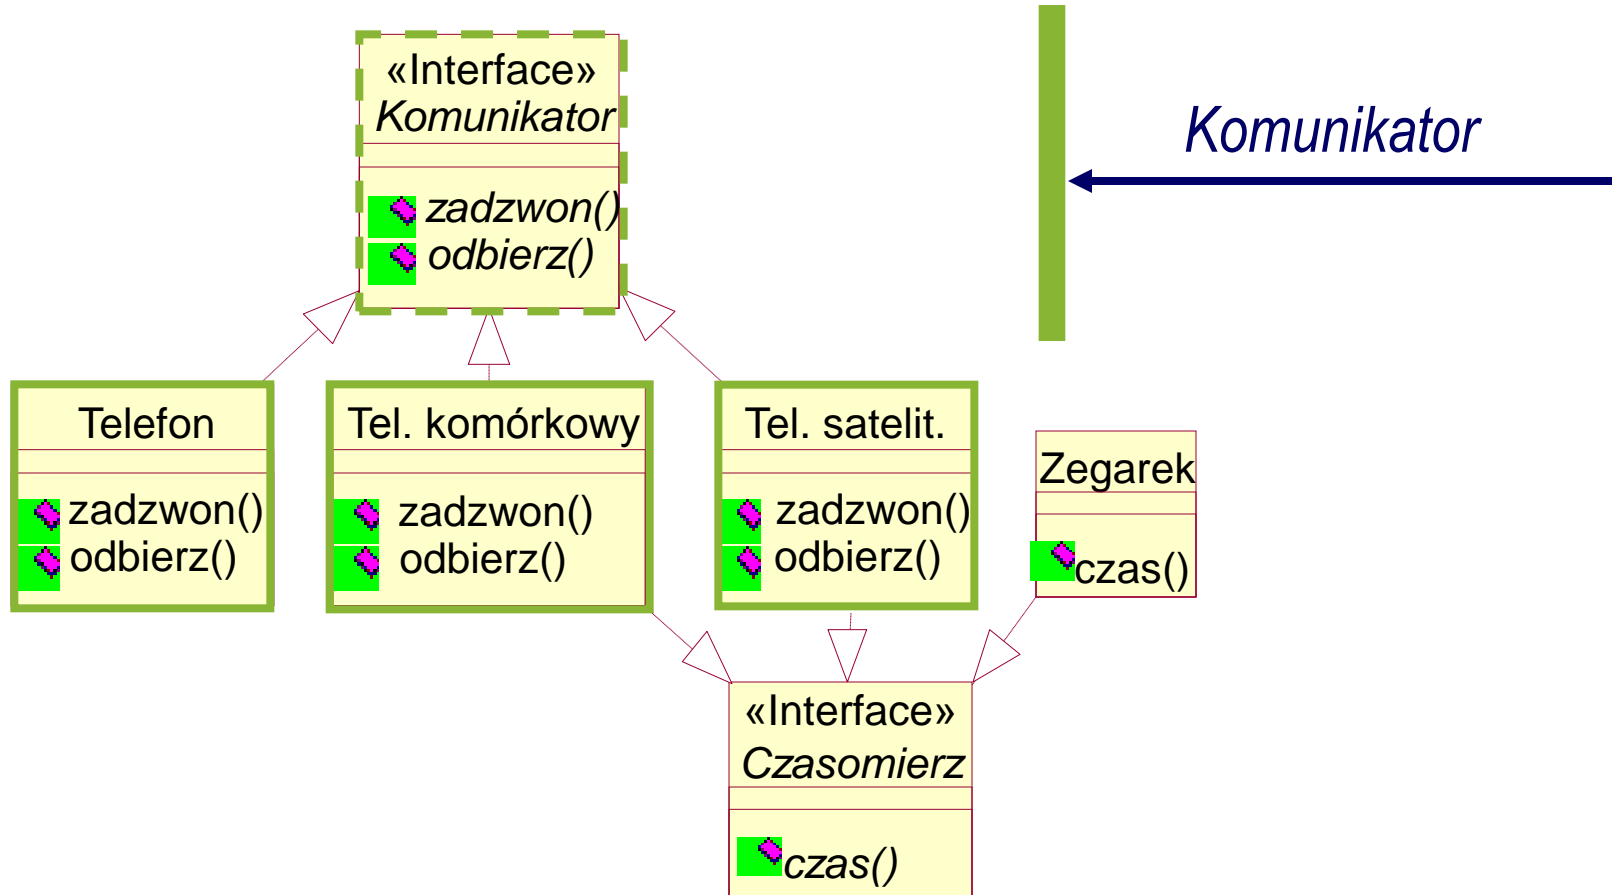 «Interface»
Komunikator
zadzwon()
odbierz()
Komunikator
Telefon
zadzwon()
odbierz()
Tel. komórkowy
zadzwon()
odbierz()
Tel. satelit.
zadzwon()
odbierz()
Zegarek
czas()
«Interface»
Czasomierz
czas()